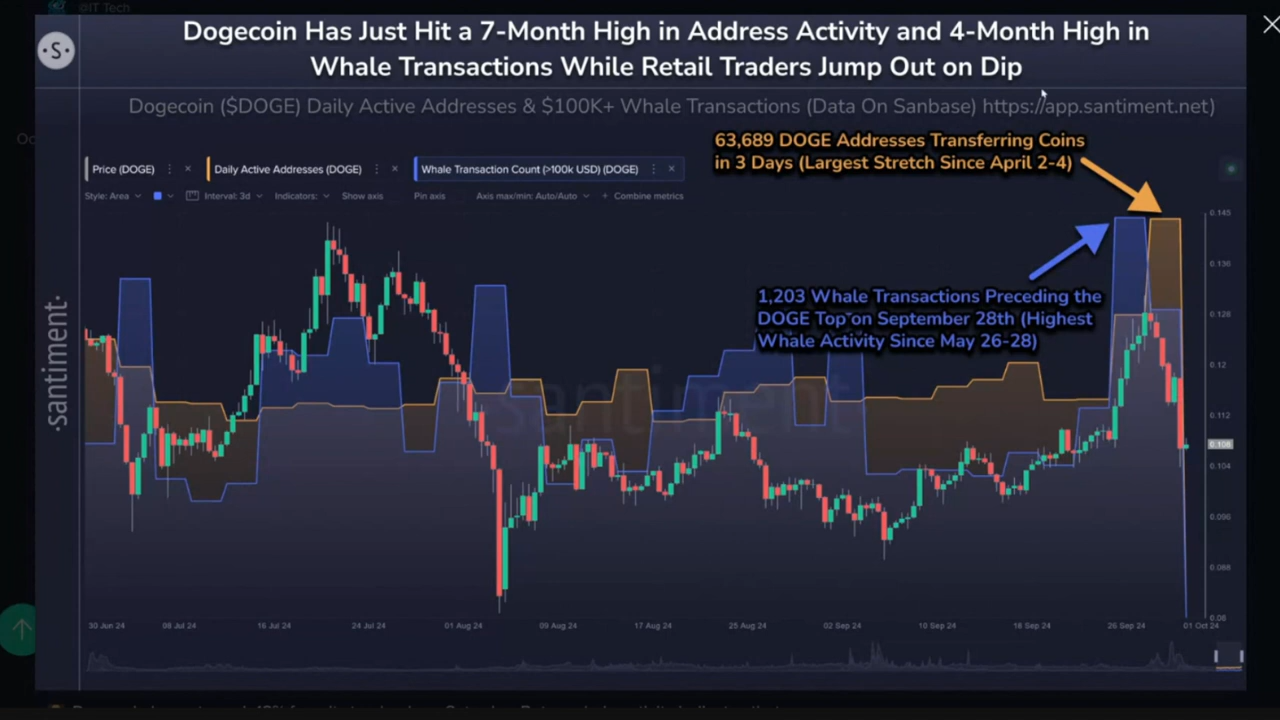 @IT Tech
·S·
Dogecoin Has Just Hit a 7-Month High in Address Activity and 4-Month High in
Whale Transactions While Retail Traders Jump Out on Dip
Dogecoin ($DOGE) Daily Active Addresses & $100K+ Whale Transactions (Data On Sanbase) https://app.santiment.net)
63,689 DOGE Addresses Transferring Coins
in 3 Days (Largest Stretch Since April 2-4)
Price (DOGE)
Daily Active Addresses (DOGE)
Whale Transaction Count (>100k USD) (DOGE)
Style: Area
Interval: 3d
Indicators:
Show axis
Pin axis
Axis max/min: Auto/Auto
+ Combine metrics
1,203 Whale Transactions Preceding the
DOGE Top on September 28th (Highest
Whale Activity Since May 26-28)
·santiment·
santiment
0.145
0.136
0.128
0.12
0.112
0.108
0.104
0.096
0.088
0.08
30 Jun 24
08 Jul 24
16 Jul 24
24 Jul 24
01 Aug 24
09 Aug 24
17 Aug 24
25 Aug 24
02 Sep 24
10 Sep 24
18 Sep 24
26 Sep 24
01 Oct 24